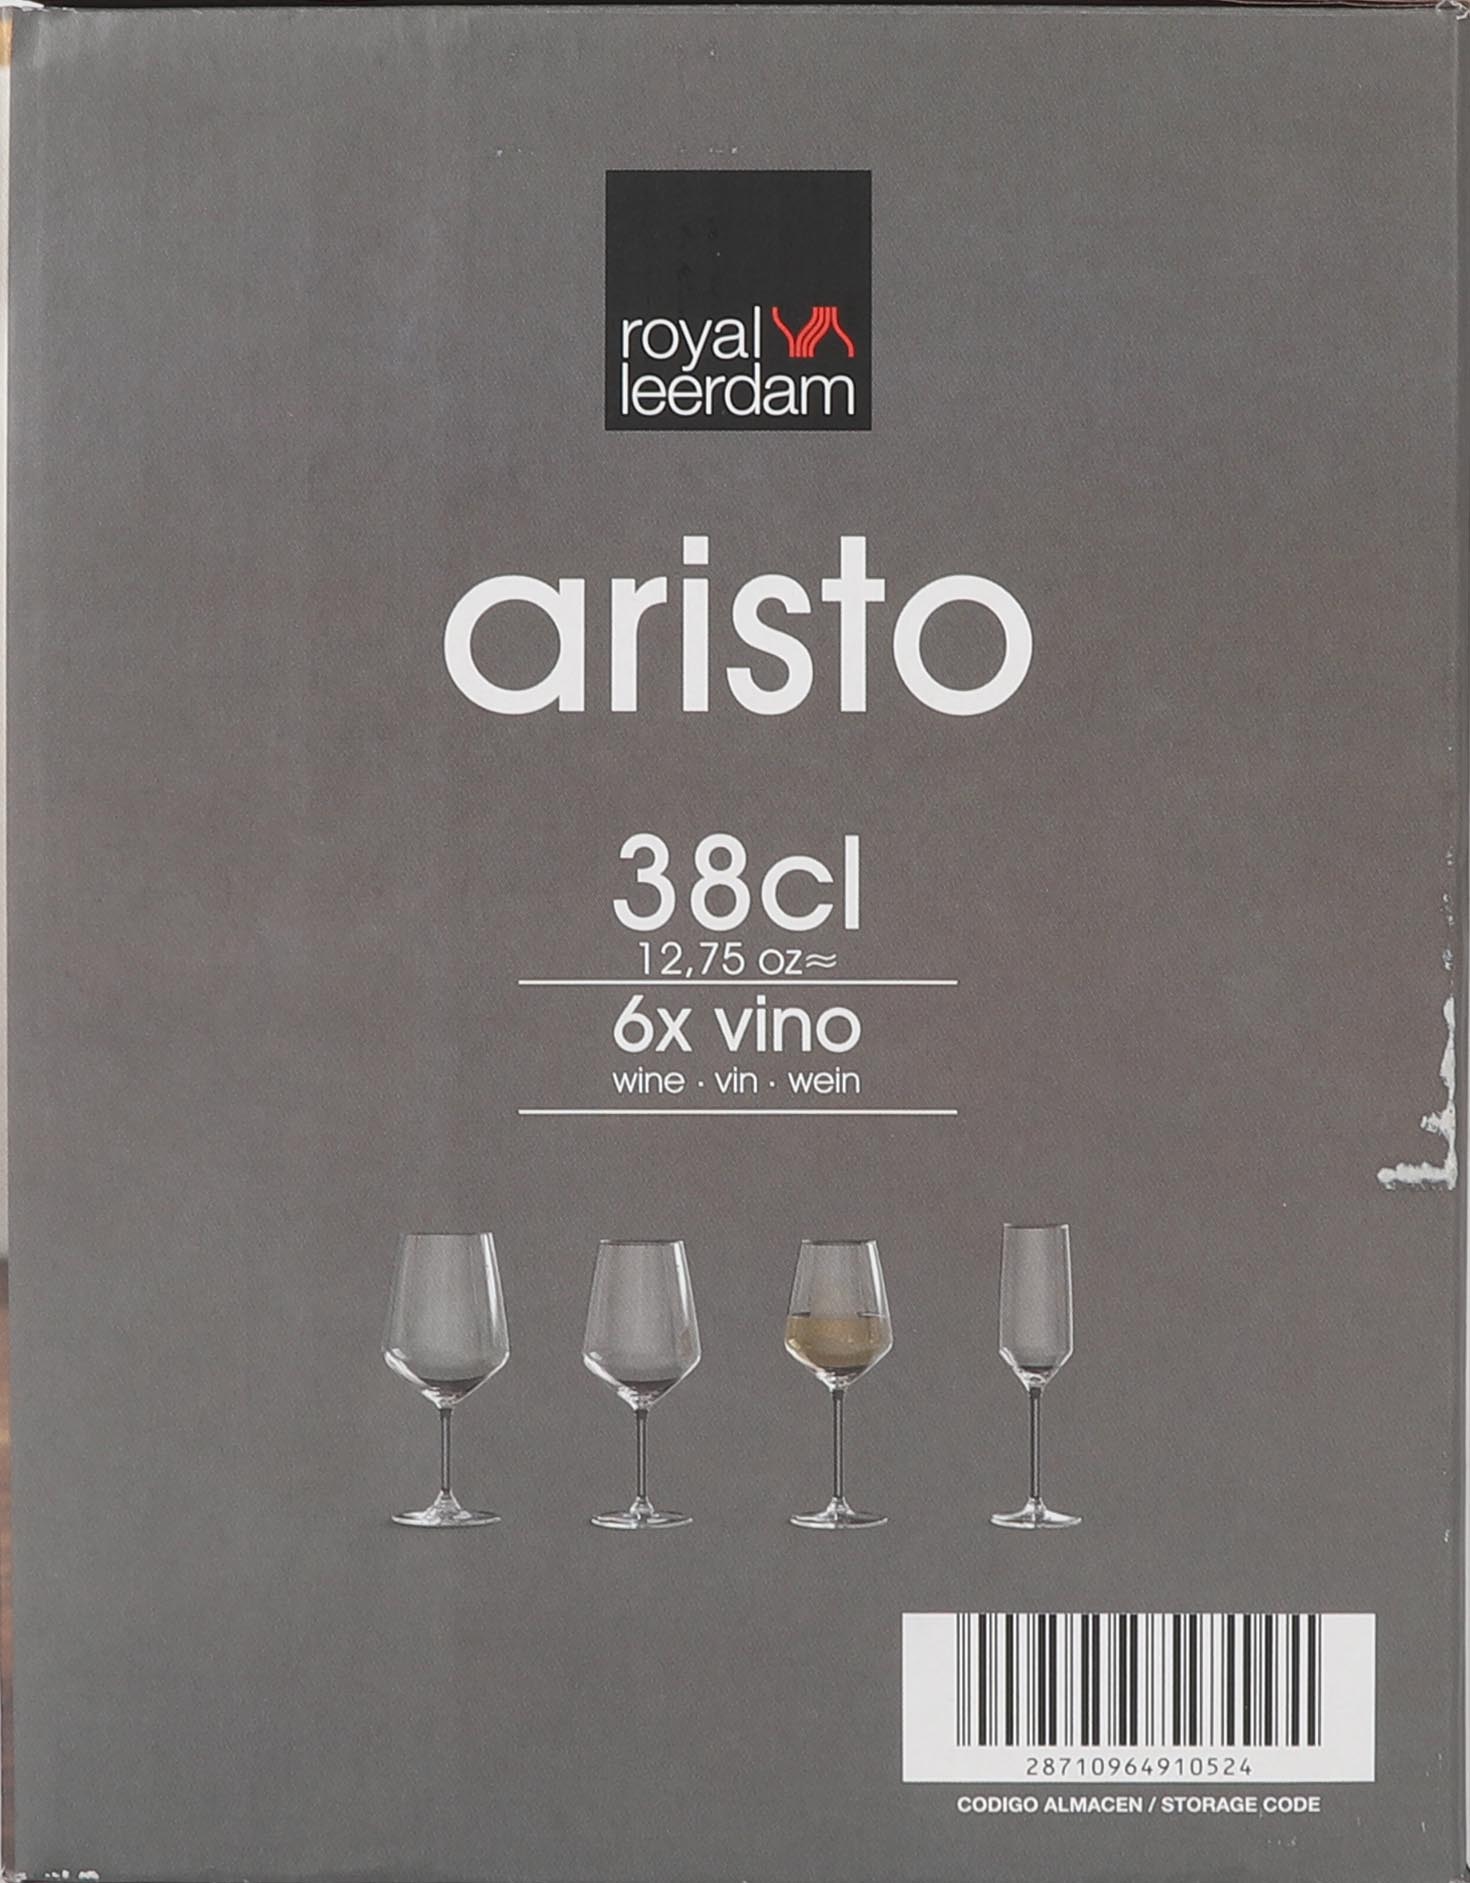 royal
leerdam
aristo
38cl
12,75 oz≈
6x vino
wine · vin · wein
28710964910524
CODIGO ALMACEN / STORAGE CODE